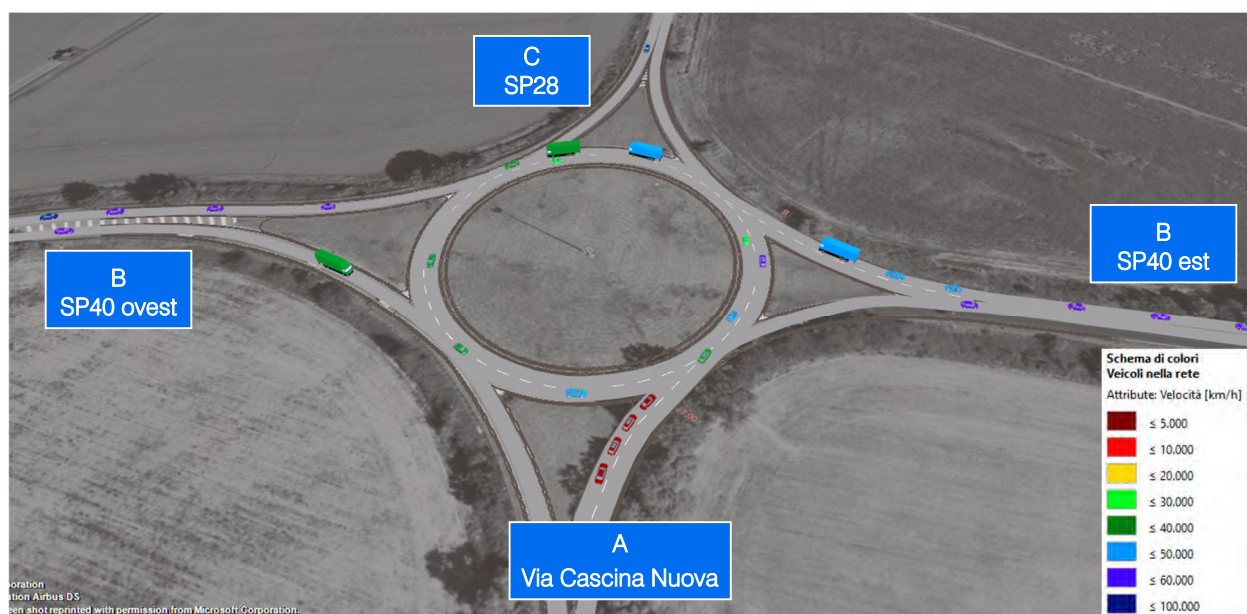 C
SP28
B
SP40 est
B
SP40 ovest
A
Via Cascina Nuova
Schema di colori
Veicoli nella rete
Attribute: Velocità [km/h]
≤ 5.000
≤ 10.000
≤ 20.000
≤ 30.000
≤ 40.000
≤ 50.000
≤ 60.000
≤ 100.000
oration
ution Airbus DS
een shot reprinted with permission from Microsoft Corporation.